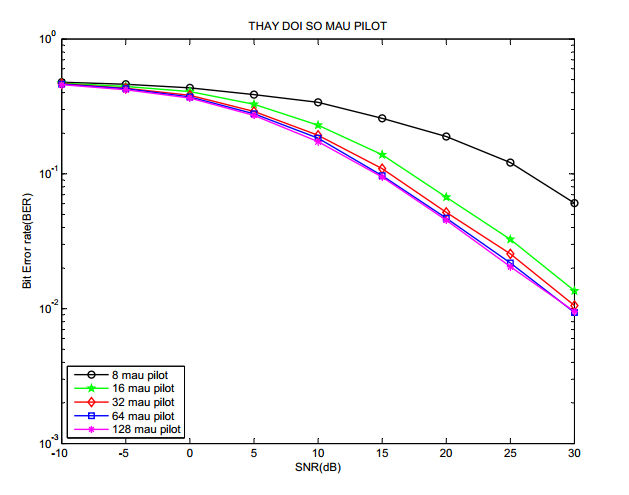 THAY DOI SO MAU PILOT
10^0
10^-1
10^-2
10^-3
Bit Error rate(BER)
8 mau pilot
16 mau pilot
32 mau pilot
64 mau pilot
128 mau pilot
-10 -5 0 5 10 15 20 25 30
SNR(dB)